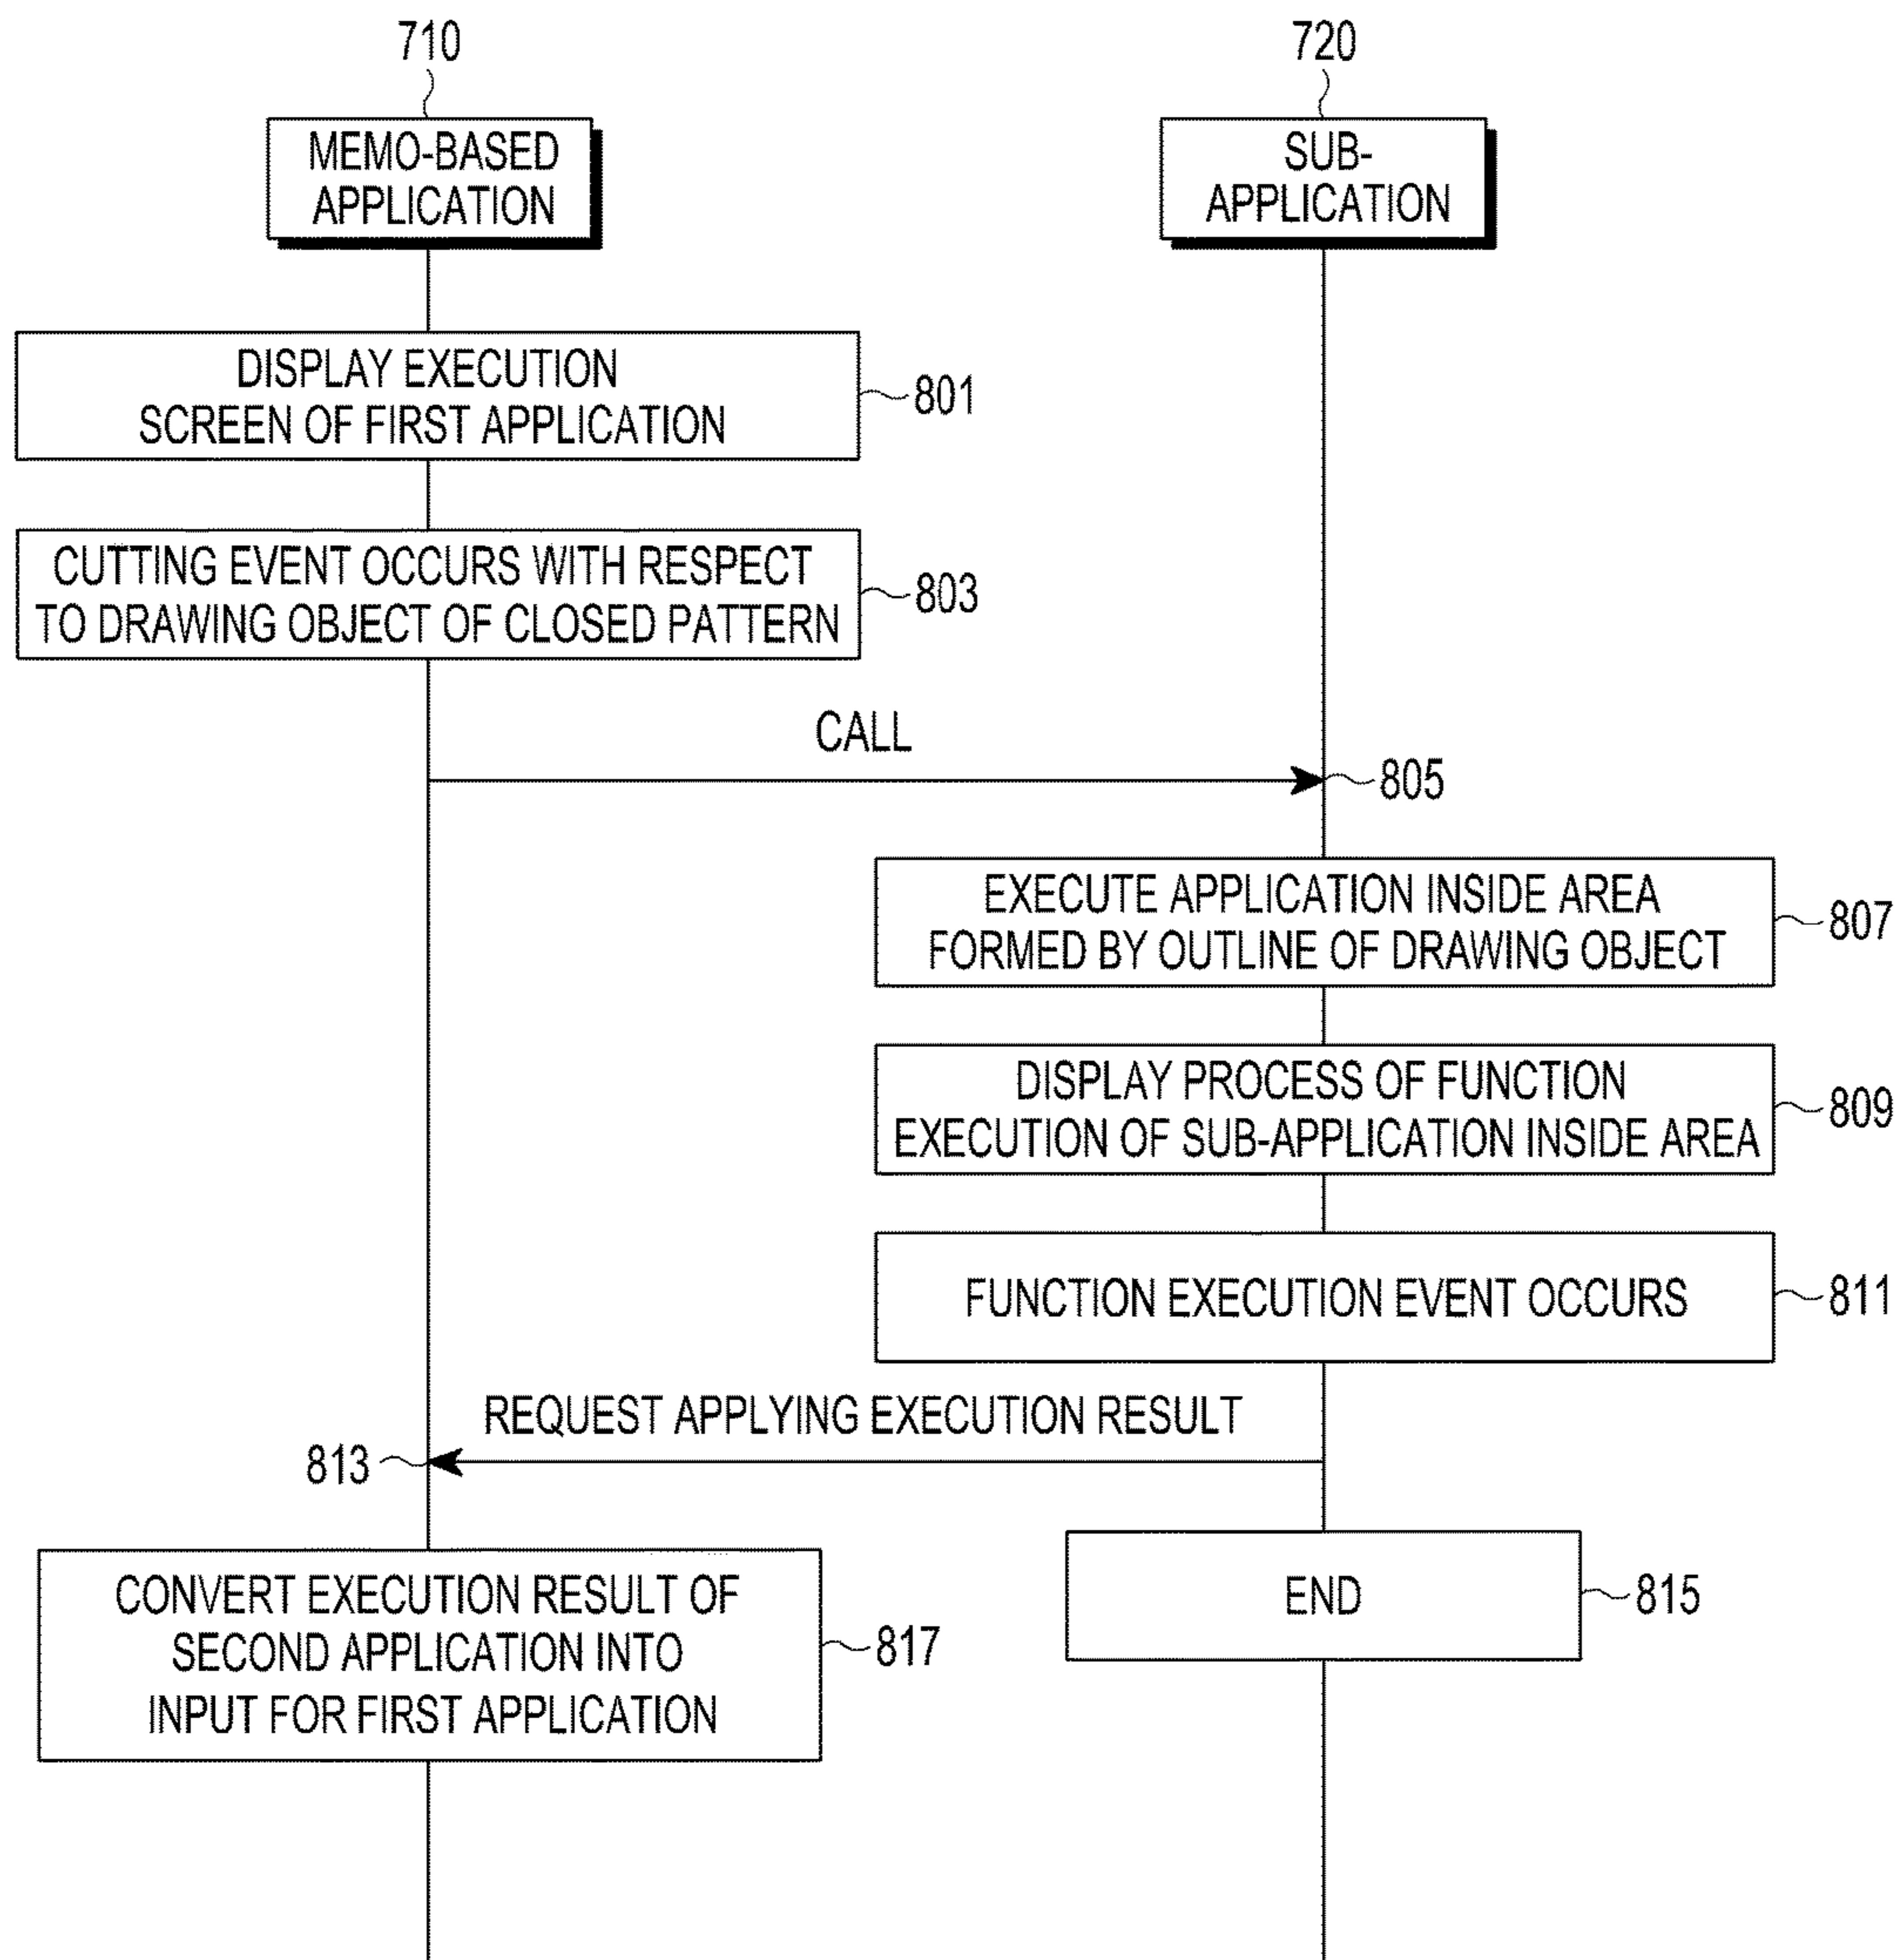 710
720
MEMO-BASED
APPLICATION
SUB-
APPLICATION
DISPLAY EXECUTION
SCREEN OF FIRST APPLICATION
801
CUTTING EVENT OCCURS WITH RESPECT
TO DRAWING OBJECT OF CLOSED PATTERN
803
CALL
805
EXECUTE APPLICATION INSIDE AREA
FORMED BY OUTLINE OF DRAWING OBJECT
807
DISPLAY PROCESS OF FUNCTION
EXECUTION OF SUB-APPLICATION INSIDE AREA
809
FUNCTION EXECUTION EVENT OCCURS
811
REQUEST APPLYING EXECUTION RESULT
813
END
815
CONVERT EXECUTION RESULT OF
SECOND APPLICATION INTO
INPUT FOR FIRST APPLICATION
817